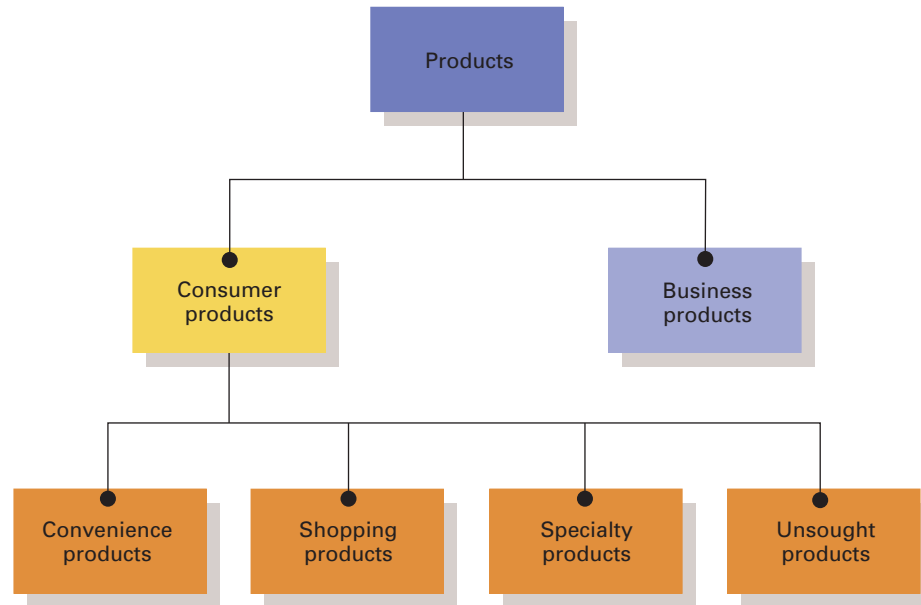 Products
Consumer
products
Business
products
Convenience
products
Shopping
products
Specialty
products
Unsought
products